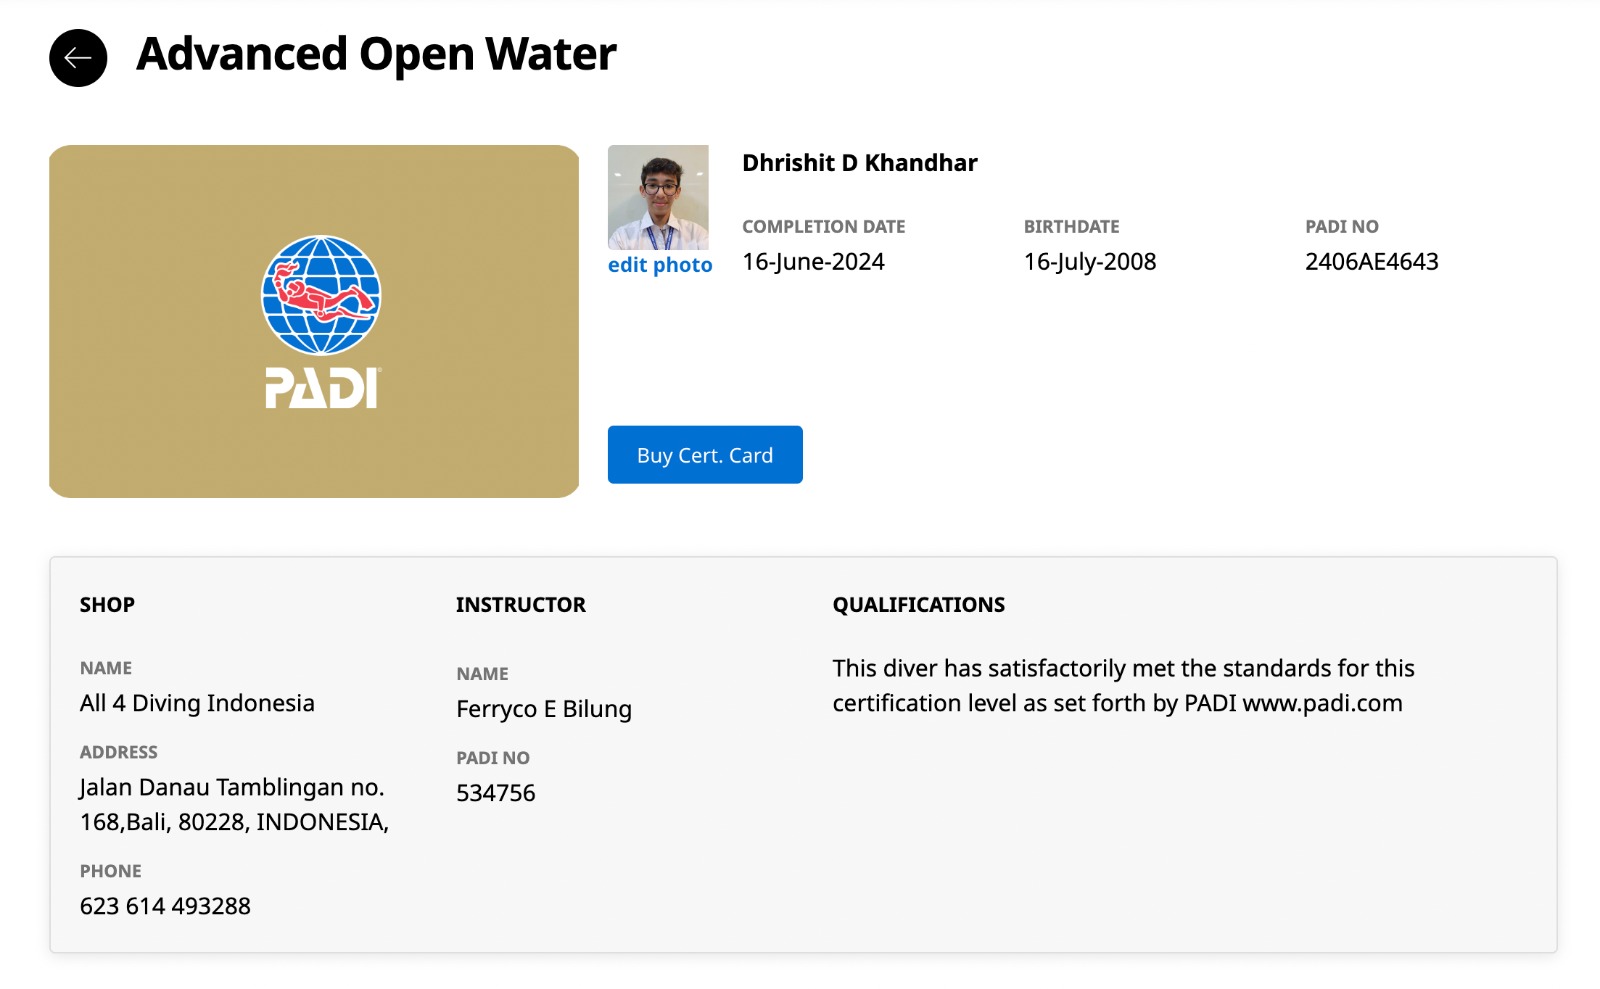 Advanced Open Water
PADI
edit photo
Dhrishit D Khandhar
COMPLETION DATE
16-June-2024
BIRTHDATE
16-July-2008
PADI NO
2406AE4643
Buy Cert. Card
SHOP
NAME
All 4 Diving Indonesia
ADDRESS
Jalan Danau Tamblingan no.
168,Bali, 80228, INDONESIA,
PHONE
623 614 493288
INSTRUCTOR
NAME
Ferryco E Bilung
PADI NO
534756
QUALIFICATIONS
This diver has satisfactorily met the standards for this
certification level as set forth by PADI www.padi.com